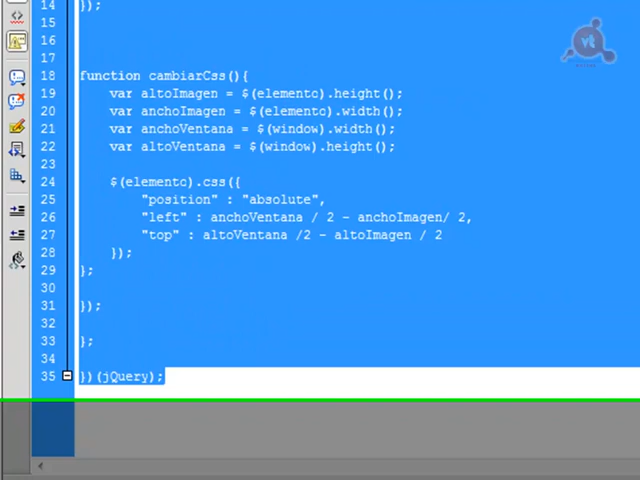 14 });
15
16
17
18 function cambiarCss(){
19 var altoImagen = $(elemento).height();
20 var anchoImagen = $(elemento).width();
21 var anchoVentana = $(window).width();
22 var altoVentana = $(window).height();
23
24 $(elemento).css({
25 "position" : "absolute",
26 "left" : anchoVentana / 2 - anchoImagen/ 2,
27 "top" : altoVentana /2 - altoImagen / 2
28 });
29 };
30
31 });
32
33 };
34
35 })(jQuery);
vt